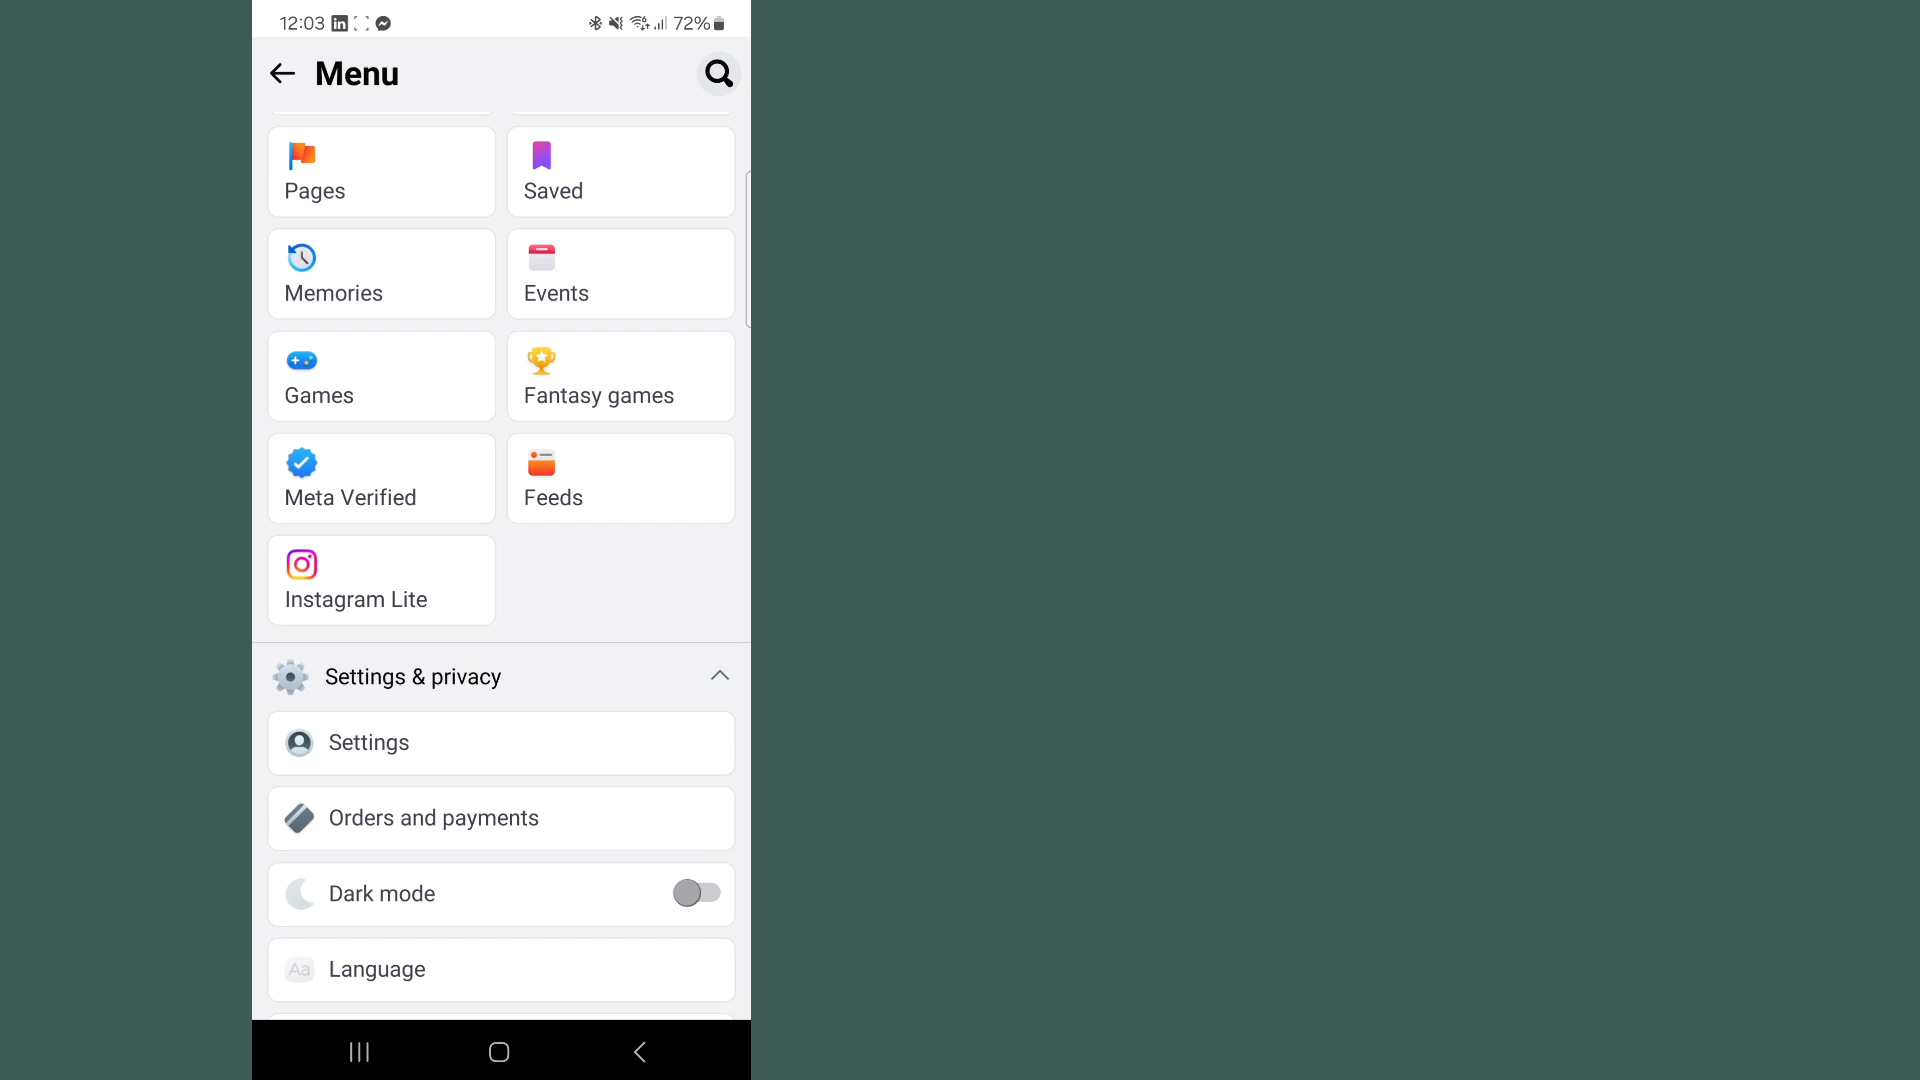 12:03 72%
Menu
Pages
Saved
Memories
Events
Games
Fantasy games
Meta Verified
Feeds
Instagram Lite
Settings & privacy
Settings
Orders and payments
Dark mode
Aa Language